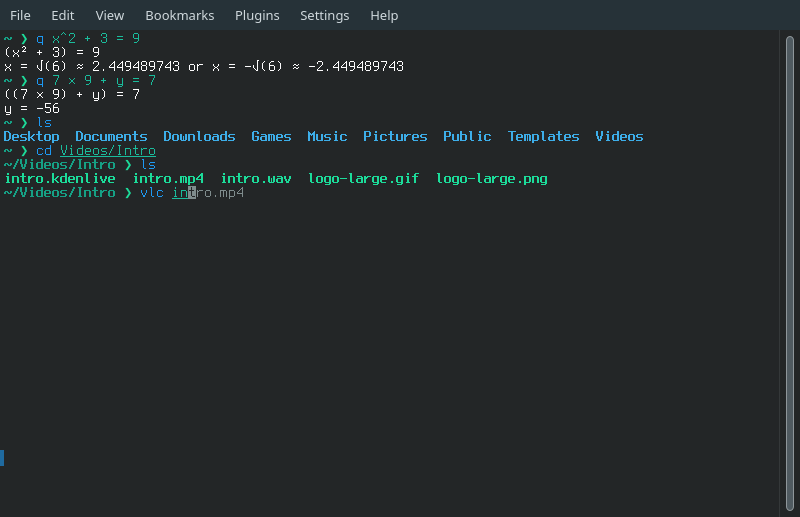 File Edit View Bookmarks Plugins Settings Help
~ ❯ q x^2 + 3 = 9
(x² + 3) = 9
x = √(6) ≈ 2.449489743 or x = -√(6) ≈ -2.449489743
~ ❯ q 7 × 9 + y = 7
((7 × 9) + y) = 7
y = -56
~ ❯ ls
Desktop Documents Downloads Games Music Pictures Public Templates Videos
~ ❯ cd Videos/Intro
~/Videos/Intro ❯ ls
intro.kdenlive intro.mp4 intro.wav logo-large.gif logo-large.png
~/Videos/Intro ❯ vlc intro.mp4